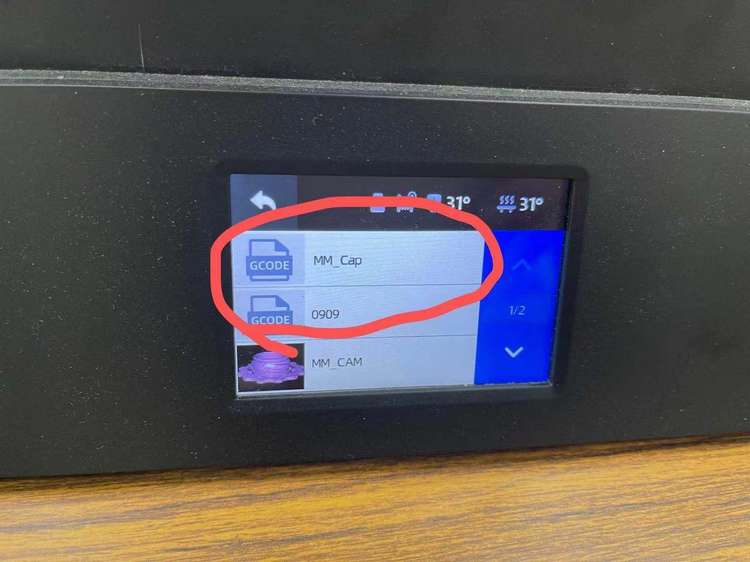 31° 31°
GCODE MM_Cap
1/2
GCODE 0909
MM_CAM